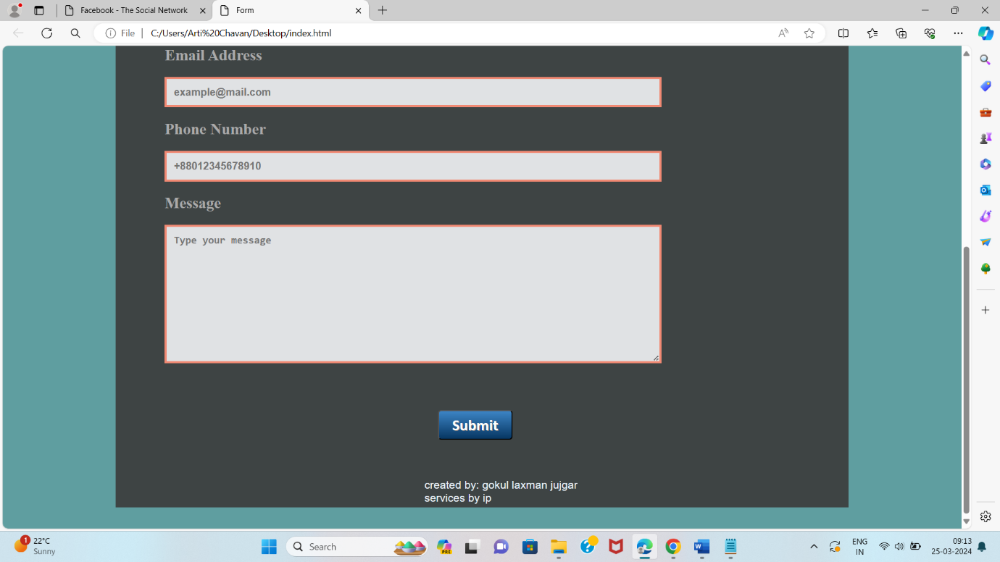 Facebook - The Social Network
Form
File
C:/Users/Arti%20Chavan/Desktop/index.html
Email Address
example@mail.com
Phone Number
+88012345678910
Message
Type your message
Submit
created by: gokul laxman jujgar
services by ip
1
22°C
Sunny
Search
PRE
W
ENG
IN
09:13
25-03-2024